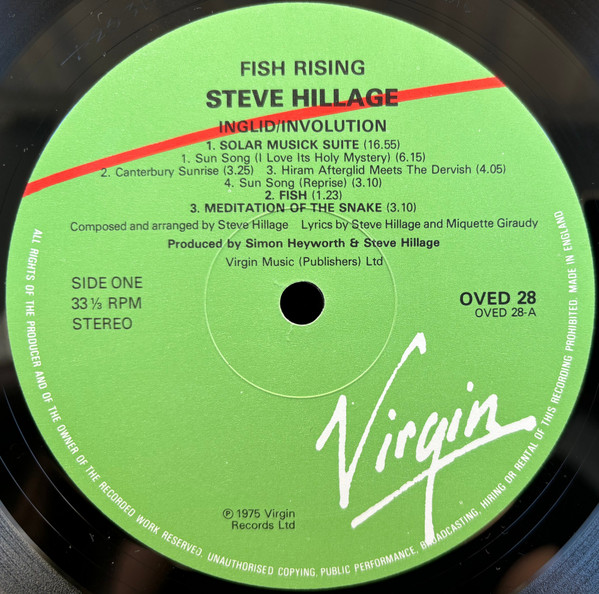 FISH RISING
STEVE HILLAGE
INGLID/INVOLUTION
1. SOLAR MUSICK SUITE (16.55)
1. Sun Song (I Love Its Holy Mystery) (6.15)
2. Canterbury Sunrise (3.25) 3. Hiram Afterglid Meets The Dervish (4.05)
4. Sun Song (Reprise) (3.10)
2. FISH (1.23)
3. MEDITATION OF THE SNAKE (3.10)
Composed and arranged by Steve Hillage Lyrics by Steve Hillage and Miquette Giraudy
Produced by Simon Heyworth & Steve Hillage
Virgin Music (Publishers) Ltd
SIDE ONE
33 ⅓ RPM
STEREO
OVED 28
OVED 28-A
Virgin
℗ 1975 Virgin
Records Ltd
ALL RIGHTS OF THE PRODUCER AND OF THE OWNER OF THE RECORDED WORK RESERVED. UNAUTHORISED COPYING, PUBLIC PERFORMANCE, BROADCASTING, HIRING OR RENTAL OF THIS RECORDING PROHIBITED. MADE IN ENGLAND